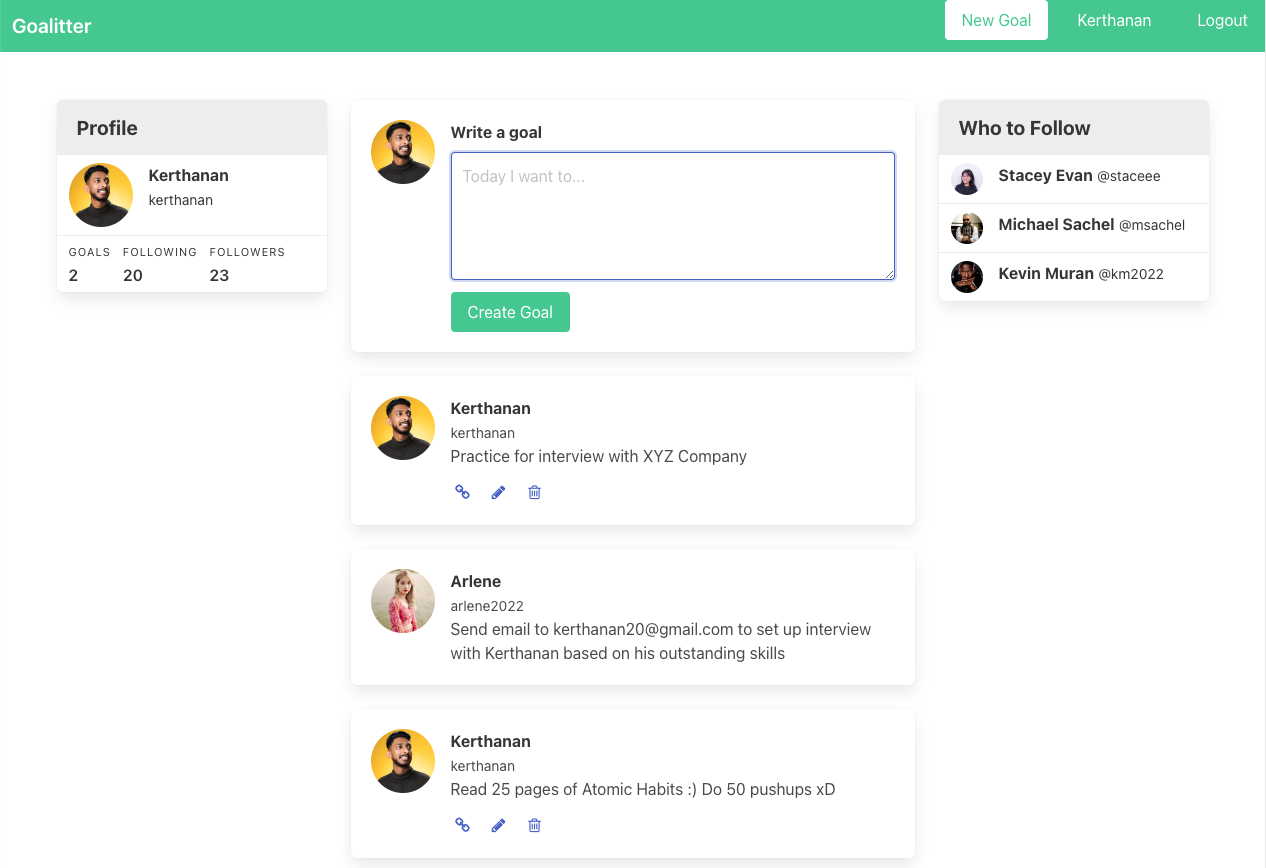 Goalitter
New Goal
Kerthanan
Logout
Profile
Kerthanan
kerthanan
GOALS FOLLOWING FOLLOWERS
2 20 23
Write a goal
Today I want to...
Create Goal
Kerthanan
kerthanan
Practice for interview with XYZ Company
Arlene
arlene2022
Send email to kerthanan20@gmail.com to set up interview
with Kerthanan based on his outstanding skills
Kerthanan
kerthanan
Read 25 pages of Atomic Habits :) Do 50 pushups xD
Who to Follow
Stacey Evan @staceee
Michael Sachel @msachel
Kevin Muran @km2022